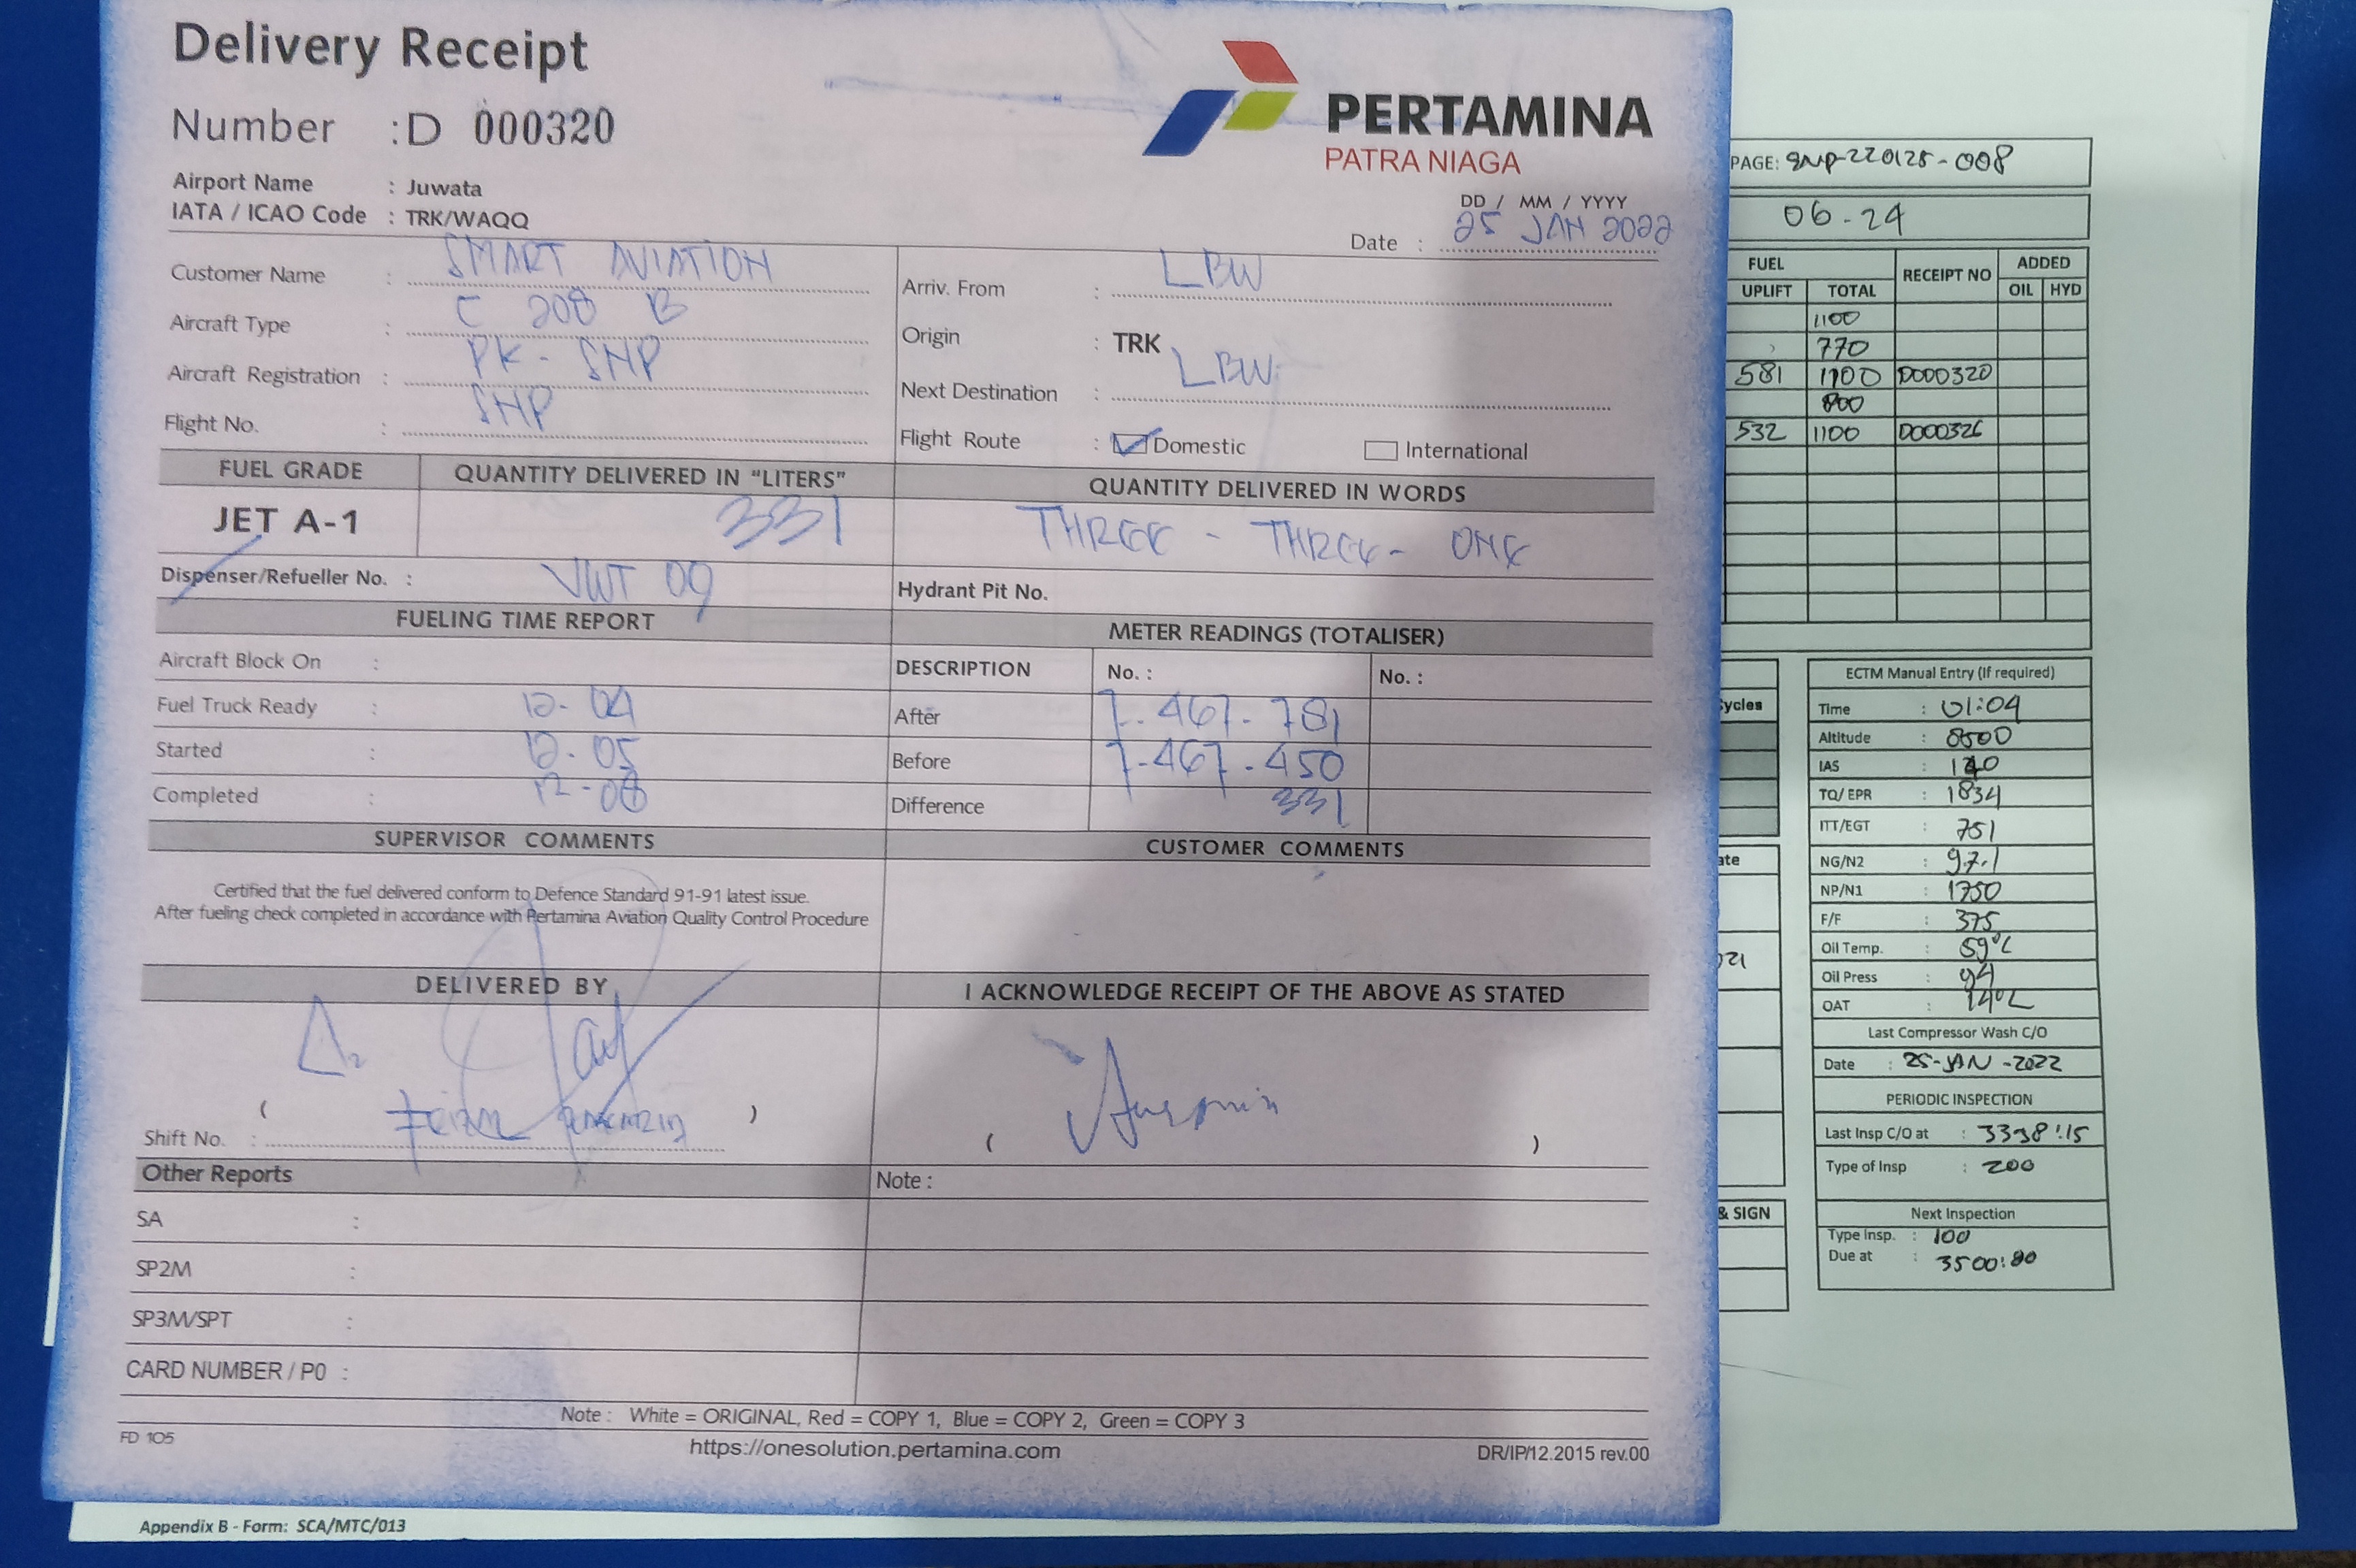 Delivery Receipt
Number : D 000320
PERTAMINA
PATRA NIAGA
Airport Name : Juwata
IATA / ICAO Code : TRK/WAQQ
DD / MM / YYYY
Date : 25 JAN 2022
Customer Name : SMART AVIATION
Aircraft Type : C 208 B
Aircraft Registration : PK - SNP
Flight No. : SNP
Arriv. From : LBW
Origin : TRK
Next Destination : LBW
Flight Route : Domestic International
FUEL GRADE QUANTITY DELIVERED IN "LITERS" QUANTITY DELIVERED IN WORDS
JET A-1 331 THREE - THREE - ONE
Dispenser/Refueller No. : VWT 09 Hydrant Pit No.
FUELING TIME REPORT METER READINGS (TOTALISER)
Aircraft Block On : DESCRIPTION No. : No. :
Fuel Truck Ready : 12-04 After 7-467-781
Started : 12-05 Before 7-467-450
Completed : 12-08 Difference 331
SUPERVISOR COMMENTS CUSTOMER COMMENTS
Certified that the fuel delivered conform to Defence Standard 91-91 latest issue.
After fueling check completed in accordance with Pertamina Aviation Quality Control Procedure
DELIVERED BY I ACKNOWLEDGE RECEIPT OF THE ABOVE AS STATED
( ) ( )
Shift No. :
Other Reports Note :
SA :
SP2M :
SP3M/SPT :
CARD NUMBER / P0 :
Note : White = ORIGINAL, Red = COPY 1, Blue = COPY 2, Green = COPY 3
FD 105 https://onesolution.pertamina.com DR/IP/12.2015 rev.00
Appendix B - Form: SCA/MTC/013
PAGE: SNP-220125-008
06-24
FUEL RECEIPT NO ADDED
UPLIFT TOTAL OIL HYD
1100
770
581 1100 D000320
800
532 1100 D000326
ycles
ate
021
& SIGN
ECTM Manual Entry (If required)
Time : 01:04
Altitude : 8500
IAS : 120
TQ/ EPR : 1834
ITT/EGT : 751
NG/N2 : 97.1
NP/N1 : 1750
F/F : 375
Oil Temp. : 59°C
Oil Press : 94
OAT : 14°C
Last Compressor Wash C/O
Date : 25-JAN-2022
PERIODIC INSPECTION
Last Insp C/O at : 3398:15
Type of Insp : 200
Next Inspection
Type Insp. : 100
Due at : 3500:00